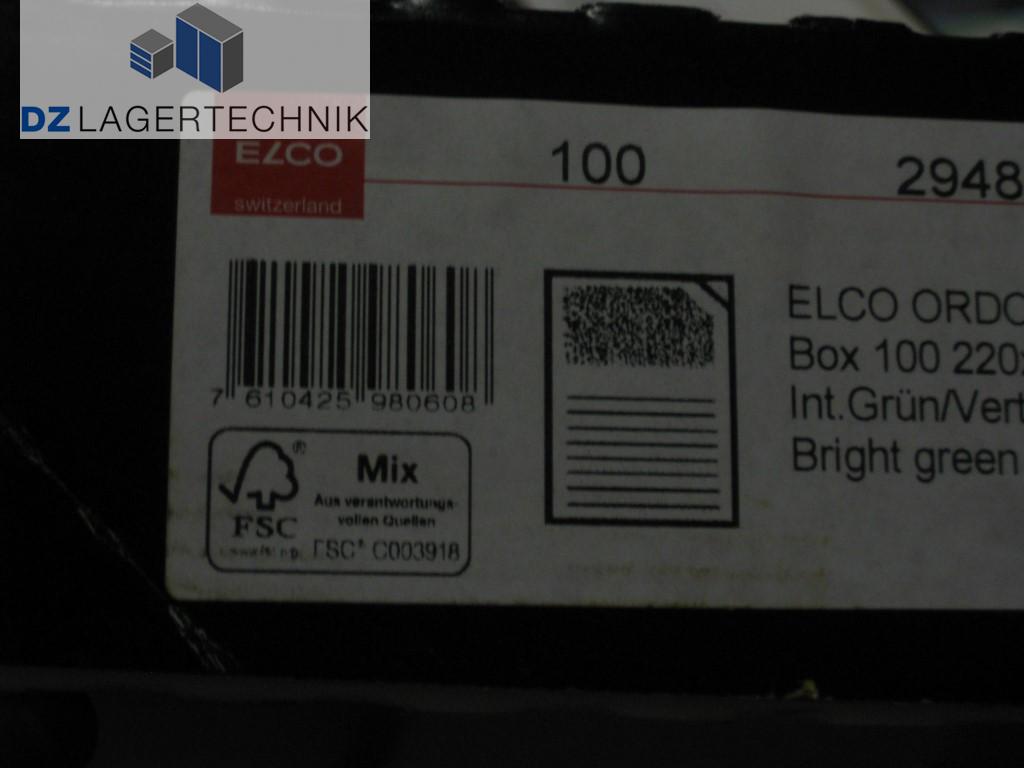 DZ LAGERTECHNIK
ELCO
switzerland
100
2948
ELCO ORDO
Box 100 220x
Int.Grün/Vert
Bright green
7 610425 980608
FSC
®
Mix
Aus verantwortungs-
vollen Quellen
FSC® C003918